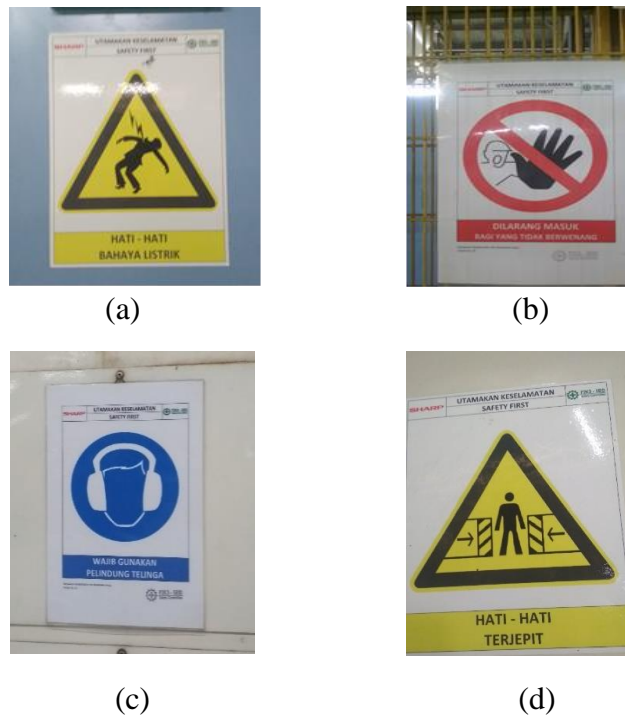 SHARP
UTAMAKAN KESELAMATAN
SAFETY FIRST
HATI - HATI
BAHAYA LISTRIK
(a)
SHARP
UTAMAKAN KESELAMATAN
SAFETY FIRST
DILARANG MASUK
BAGI YANG TIDAK BERWENANG
(b)
SHARP
UTAMAKAN KESELAMATAN
SAFETY FIRST
WAJIB GUNAKAN
PELINDUNG TELINGA
(c)
SHARP
UTAMAKAN KESELAMATAN
SAFETY FIRST
HATI - HATI
TERJEPIT
(d)